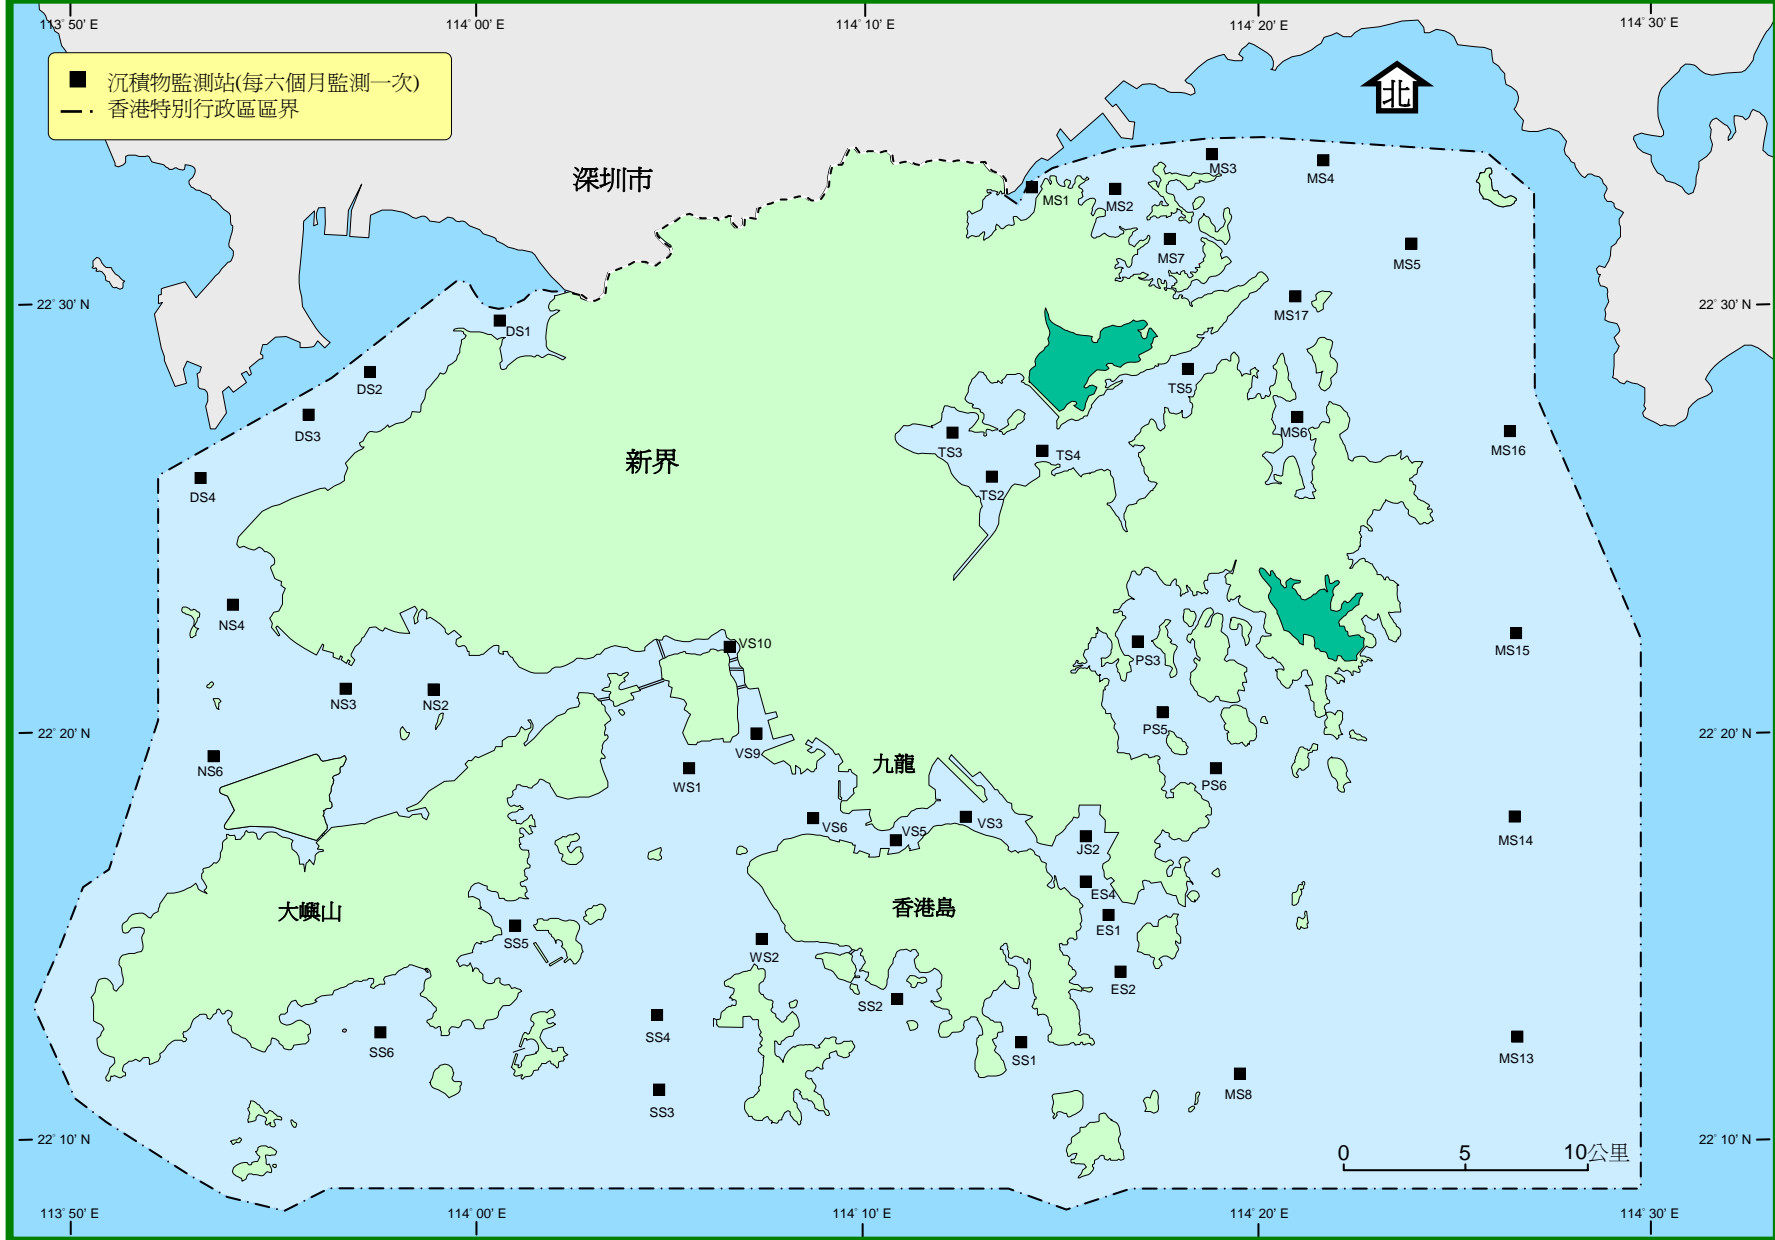 113° 50' E
114° 00' E
114° 10' E
114° 20' E
114° 30' E
沉積物監測站(每六個月監測一次)
香港特別行政區區界
北
深圳市
MS3
MS4
MS1
MS2
MS7
MS5
22° 30' N
22° 30' N
MS17
DS1
DS2
TS5
DS3
MS6
MS16
TS3
TS4
新界
DS4
TS2
NS4
VS10
MS15
PS3
NS3
NS2
PS5
22° 20' N
22° 20' N
VS9
NS6
九龍
WS1
PS6
VS6
VS5
VS3
MS14
JS2
ES4
大嶼山
香港島
ES1
SS5
WS2
ES2
SS2
SS4
SS6
SS1
MS13
MS8
SS3
22° 10' N
22° 10' N
0 5 10公里
113° 50' E
114° 00' E
114° 10' E
114° 20' E
114° 30' E